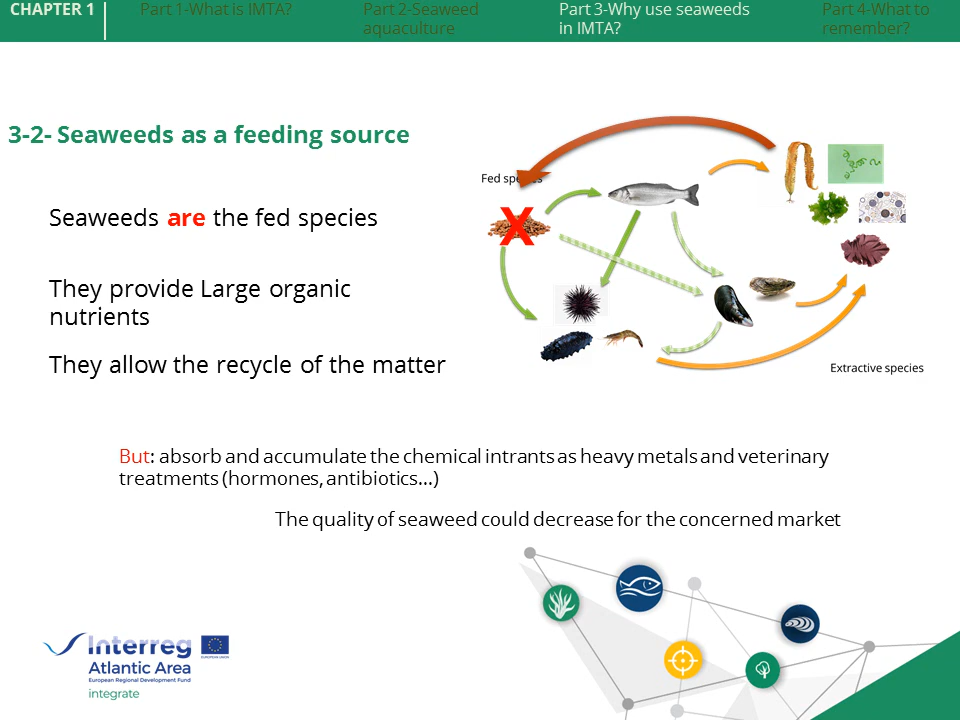 CHAPTER 1
Part 1-What is IMTA?
Part 2-Seaweed
aquaculture
Part 3-Why use seaweeds
in IMTA?
Part 4-What to
remember?
3-2- Seaweeds as a feeding source
Fed species
X
Seaweeds are the fed species
They provide Large organic
nutrients
They allow the recycle of the matter
Extractive species
But: absorb and accumulate the chemical intrants as heavy metals and veterinary
treatments (hormones, antibiotics...)
The quality of seaweed could decrease for the concerned market
Interreg
EUROPEAN UNION
Atlantic Area
European Regional Development Fund
integrate